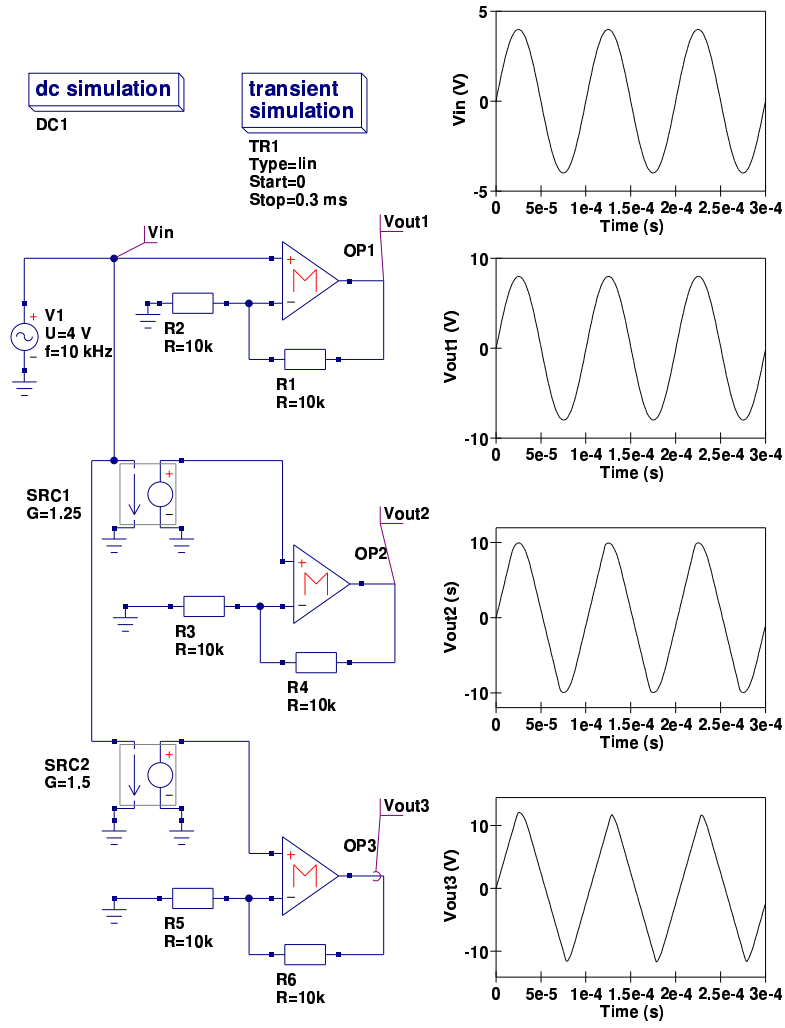 dc simulation
DC1
transient
simulation
TR1
Type=lin
Start=0
Stop=0.3 ms
Vin
V1
U=4 V
f=10 kHz
Vout1
OP1
R2
R=10k
R1
R=10k
SRC1
G=1.25
Vout2
OP2
R3
R=10k
R4
R=10k
SRC2
G=1.5
Vout3
OP3
R5
R=10k
R6
R=10k
Vin (V)
5
0
-5
0 5e-5 1e-4 1.5e-4 2e-4 2.5e-4 3e-4
Time (s)
Vout1 (V)
10
0
-10
0 5e-5 1e-4 1.5e-4 2e-4 2.5e-4 3e-4
Time (s)
Vout2 (s)
10
0
-10
0 5e-5 1e-4 1.5e-4 2e-4 2.5e-4 3e-4
Time (s)
Vout3 (V)
10
0
-10
0 5e-5 1e-4 1.5e-4 2e-4 2.5e-4 3e-4
Time (s)